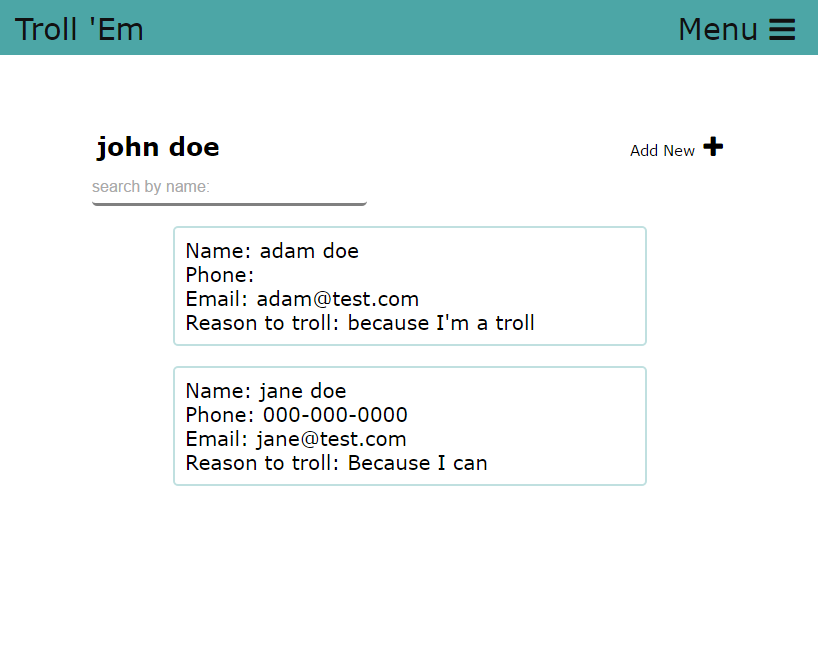 Troll 'Em
Menu
john doe
Add New
search by name:
Name: adam doe
Phone:
Email: adam@test.com
Reason to troll: because I'm a troll
Name: jane doe
Phone: 000-000-0000
Email: jane@test.com
Reason to troll: Because I can